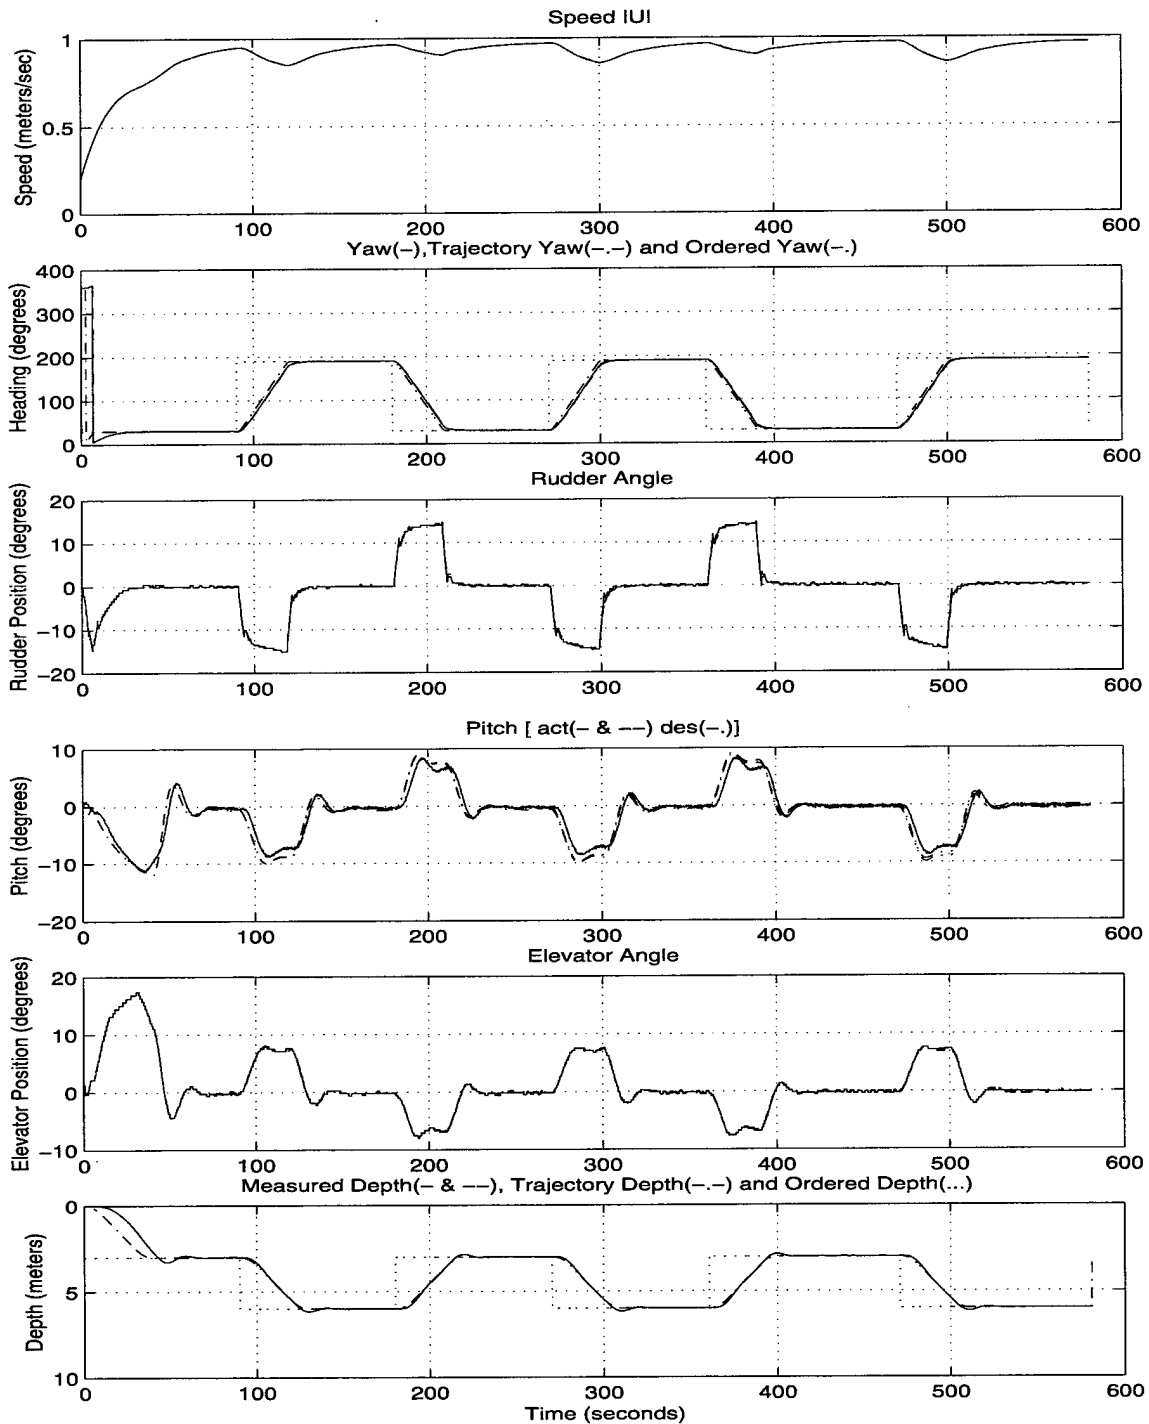 Speed |U|
Speed (meters/sec)
1
0.5
0
0 100 200 300 400 500 600
Yaw(-),Trajectory Yaw(-.-) and Ordered Yaw(-.)
Heading (degrees)
400
300
200
100
0
0 100 200 300 400 500 600
Rudder Angle
Rudder Position (degrees)
20
10
0
-10
-20
0 100 200 300 400 500 600
Pitch [ act(- & --) des(-.)]
Pitch (degrees)
10
0
-10
-20
0 100 200 300 400 500 600
Elevator Angle
Elevator Position (degrees)
20
10
0
-10
0 100 200 300 400 500 600
Measured Depth(- & --), Trajectory Depth(-.-) and Ordered Depth(...)
Depth (meters)
0
5
10
0 100 200 300 400 500 600
Time (seconds)